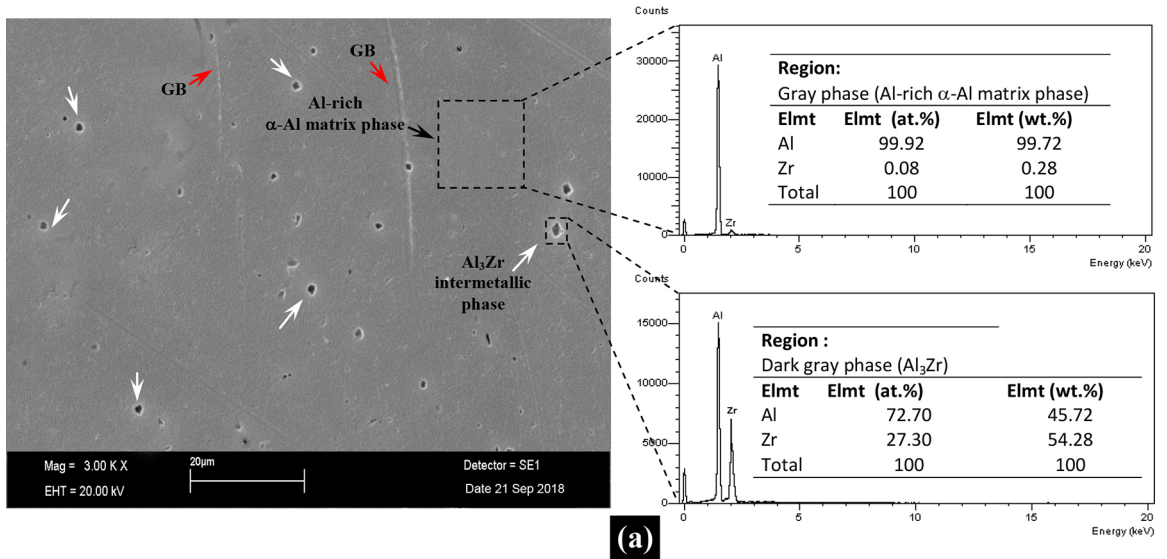 GB
GB
Al-rich
α-Al matrix phase
Al₃Zr
intermetallic
phase
Mag = 3.00 K X
20µm
Detector = SE1
EHT = 20.00 kV
Date 21 Sep 2018
Counts
30000
20000
10000
0
Al
Zr
0 5 10 15 20
Energy (keV)
Region:
Gray phase (Al-rich α-Al matrix phase)
Elmt Elmt (at.%) Elmt (wt.%)
Al 99.92 99.72
Zr 0.08 0.28
Total 100 100
Counts
15000
10000
5000
0
Al
Zr
0 5 10 15 20
Energy (keV)
Region :
Dark gray phase (Al₃Zr)
Elmt Elmt (at.%) Elmt (wt.%)
Al 72.70 45.72
Zr 27.30 54.28
Total 100 100
(a)